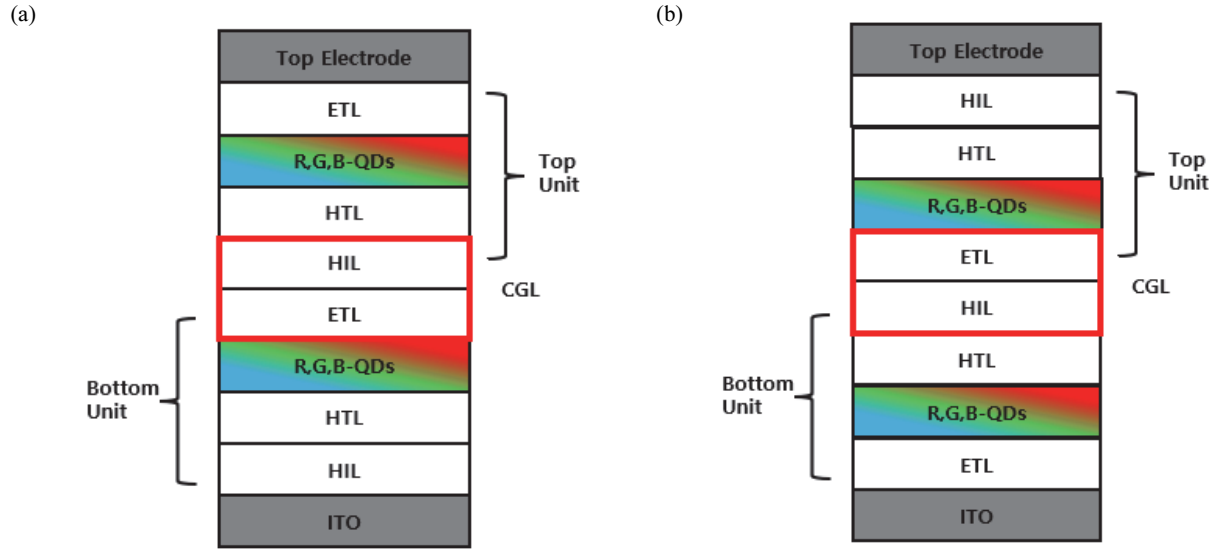 (a)
Top Electrode
ETL
R,G,B-QDs
HTL
HIL
ETL
R,G,B-QDs
HTL
HIL
ITO
Top
Unit
CGL
Bottom
Unit
(b)
Top Electrode
HIL
HTL
R,G,B-QDs
ETL
HIL
HTL
R,G,B-QDs
ETL
ITO
Top
Unit
CGL
Bottom
Unit